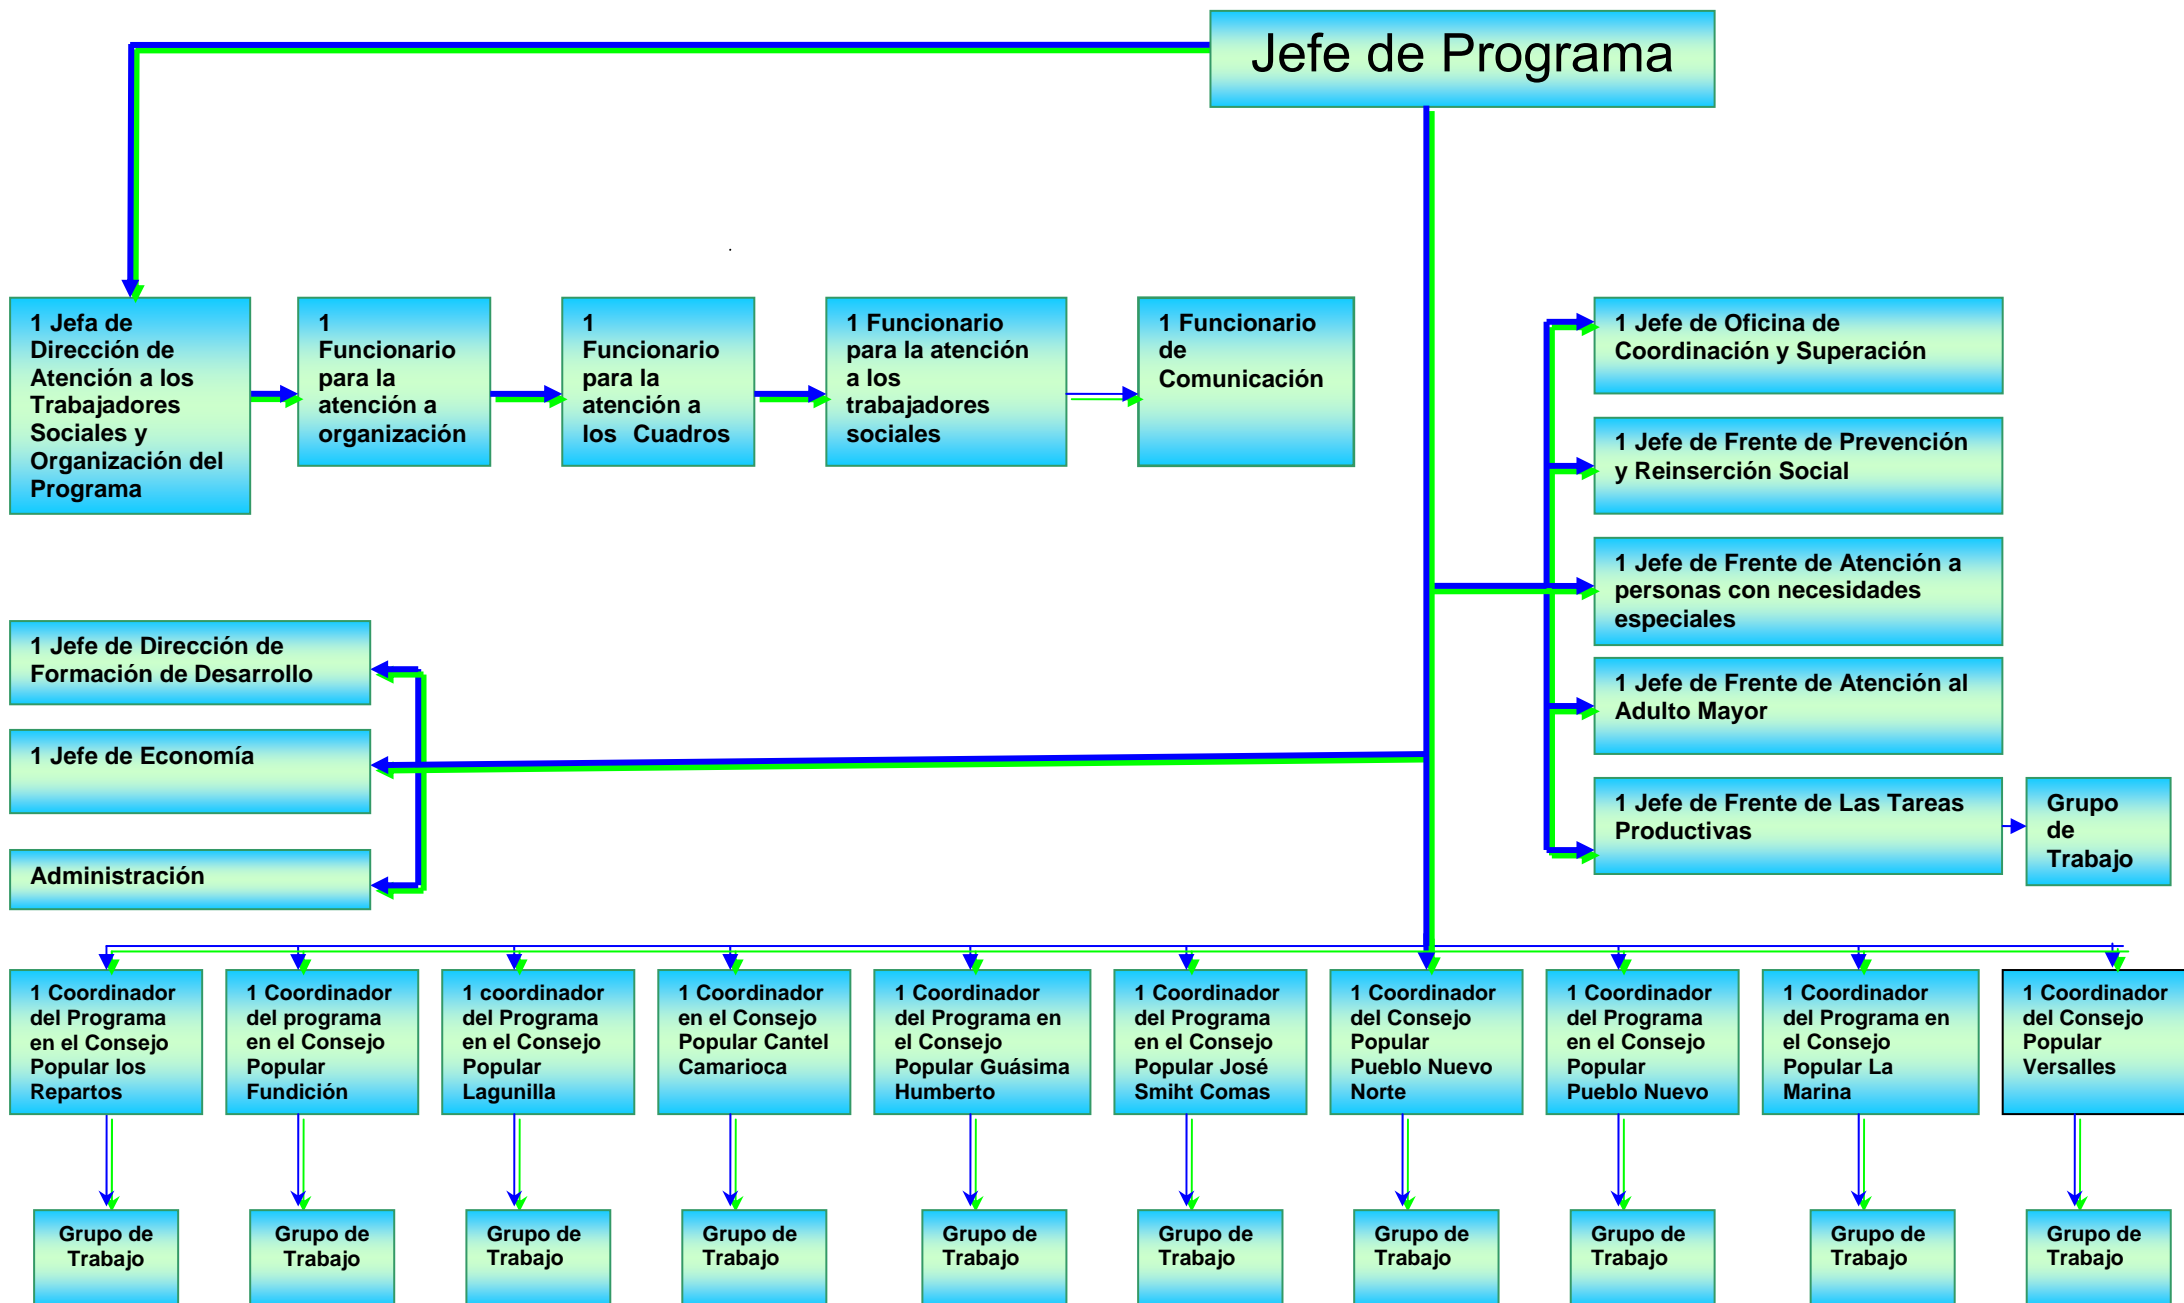 Jefe de Programa
1 Jefa de
Dirección de
Atención a los
Trabajadores
Sociales y
Organización del
Programa
1
Funcionario
para la
atención a
organización
1
Funcionario
para la
atención a
los Cuadros
1 Funcionario
para la atención
a los
trabajadores
sociales
1 Funcionario
de
Comunicación
1 Jefe de Oficina de
Coordinación y Superación
1 Jefe de Frente de Prevención
y Reinserción Social
1 Jefe de Frente de Atención a
personas con necesidades
especiales
1 Jefe de Frente de Atención al
Adulto Mayor
1 Jefe de Frente de Las Tareas
Productivas
Grupo
de
Trabajo
1 Jefe de Dirección de
Formación de Desarrollo
1 Jefe de Economía
Administración
1 Coordinador
del Programa
en el Consejo
Popular los
Repartos
1 Coordinador
del programa
en el Consejo
Popular
Fundición
1 coordinador
del Programa
en el Consejo
Popular
Lagunilla
1 Coordinador
en el Consejo
Popular Cantel
Camarioca
1 Coordinador
del Programa en
el Consejo
Popular Guásima
Humberto
1 Coordinador
del Programa
en el Consejo
Popular José
Smiht Comas
1 Coordinador
del Consejo
Popular
Pueblo Nuevo
Norte
1 Coordinador
del Programa
en el Consejo
Popular
Pueblo Nuevo
1 Coordinador
del Programa en
el Consejo
Popular La
Marina
1 Coordinador
del Consejo
Popular
Versalles
Grupo de
Trabajo
Grupo de
Trabajo
Grupo de
Trabajo
Grupo de
Trabajo
Grupo de
Trabajo
Grupo de
Trabajo
Grupo de
Trabajo
Grupo de
Trabajo
Grupo de
Trabajo
Grupo de
Trabajo